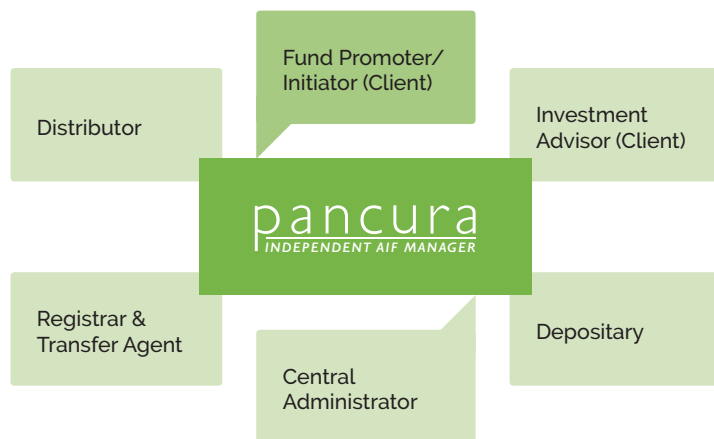 Fund Promoter/
Initiator (Client)
Distributor
Investment
Advisor (Client)
pancura
INDEPENDENT AIF MANAGER
Registrar &
Transfer Agent
Depositary
Central
Administrator